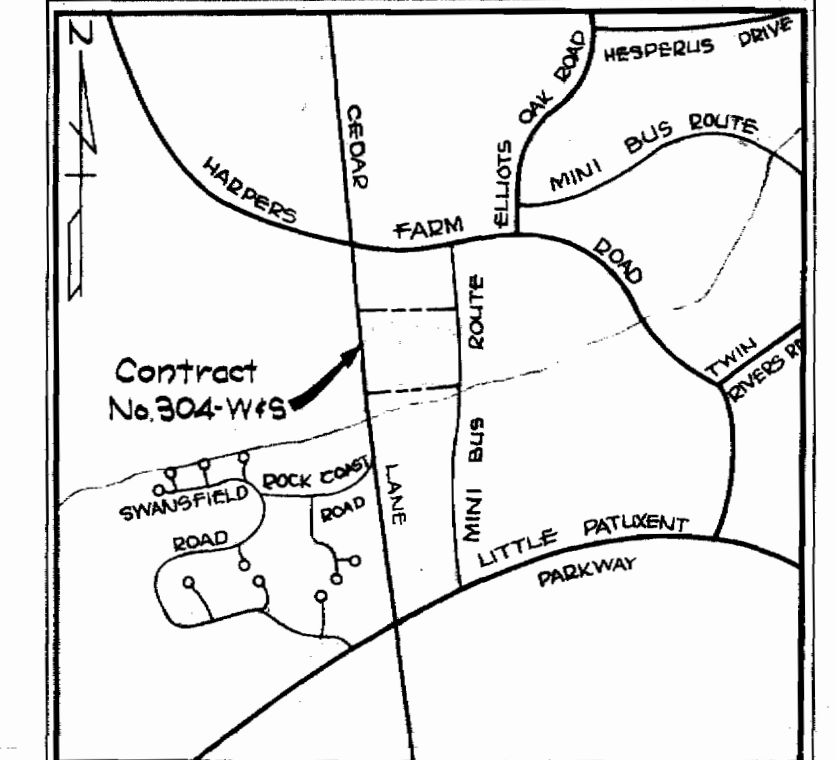 N
HESPERUS DRIVE
OAK ROAD
ELLIOTS
MINI BUS ROUTE
CEDAR
HARPERS
FARM
ROAD
ROUTE
TWIN
RIVERS RD
Contract
No. 304-W&S
MINI BUS
LANE
ROCK COAST
ROAD
SWANSFIELD
ROAD
LITTLE PATUXENT
PARKWAY